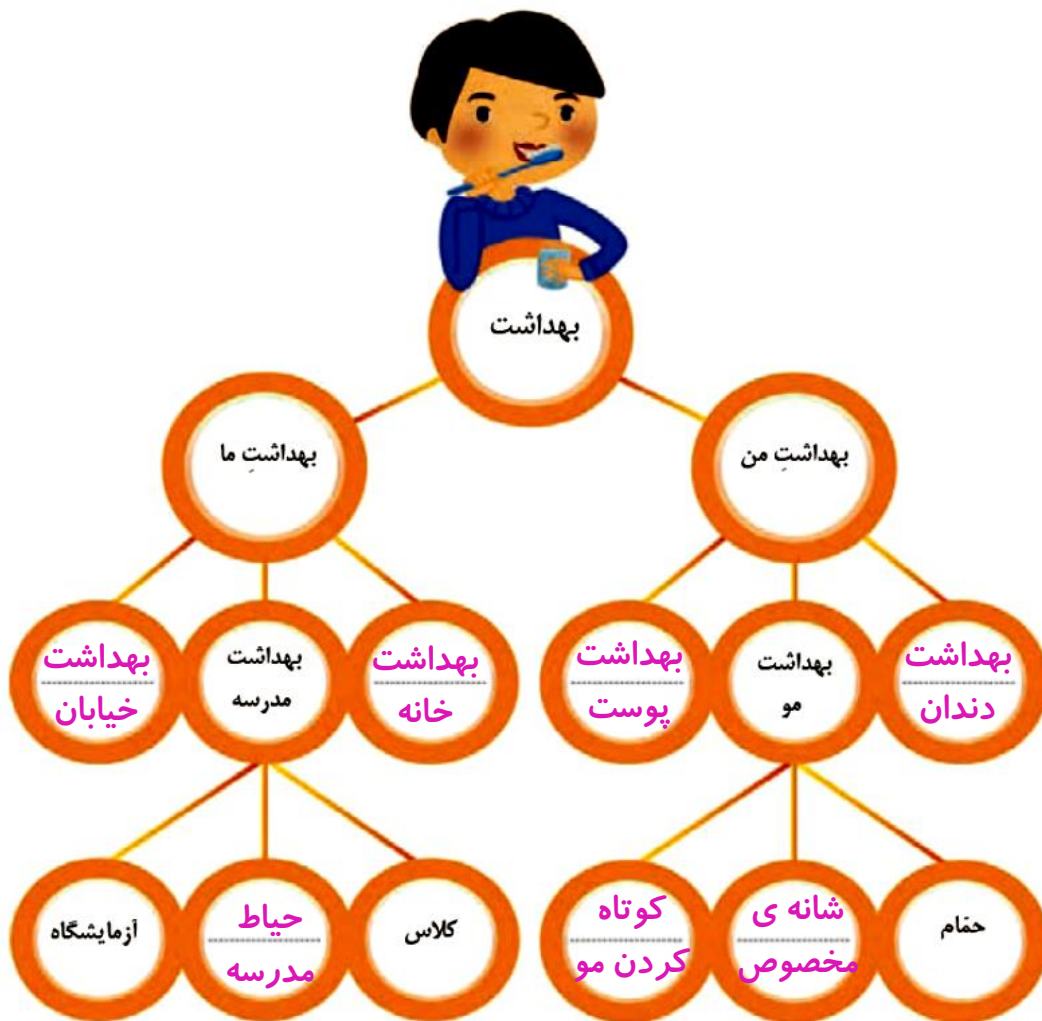 بهداشت
بهداشتِ من
بهداشتِ ما
بهداشت
دندان
بهداشت
مو
بهداشت
پوست
بهداشت
خانه
بهداشت
مدرسه
بهداشت
خیابان
حمّام
شانه ی
مخصوص
کوتاه
کردن مو
کلاس
حیاط
مدرسه
آزمایشگاه